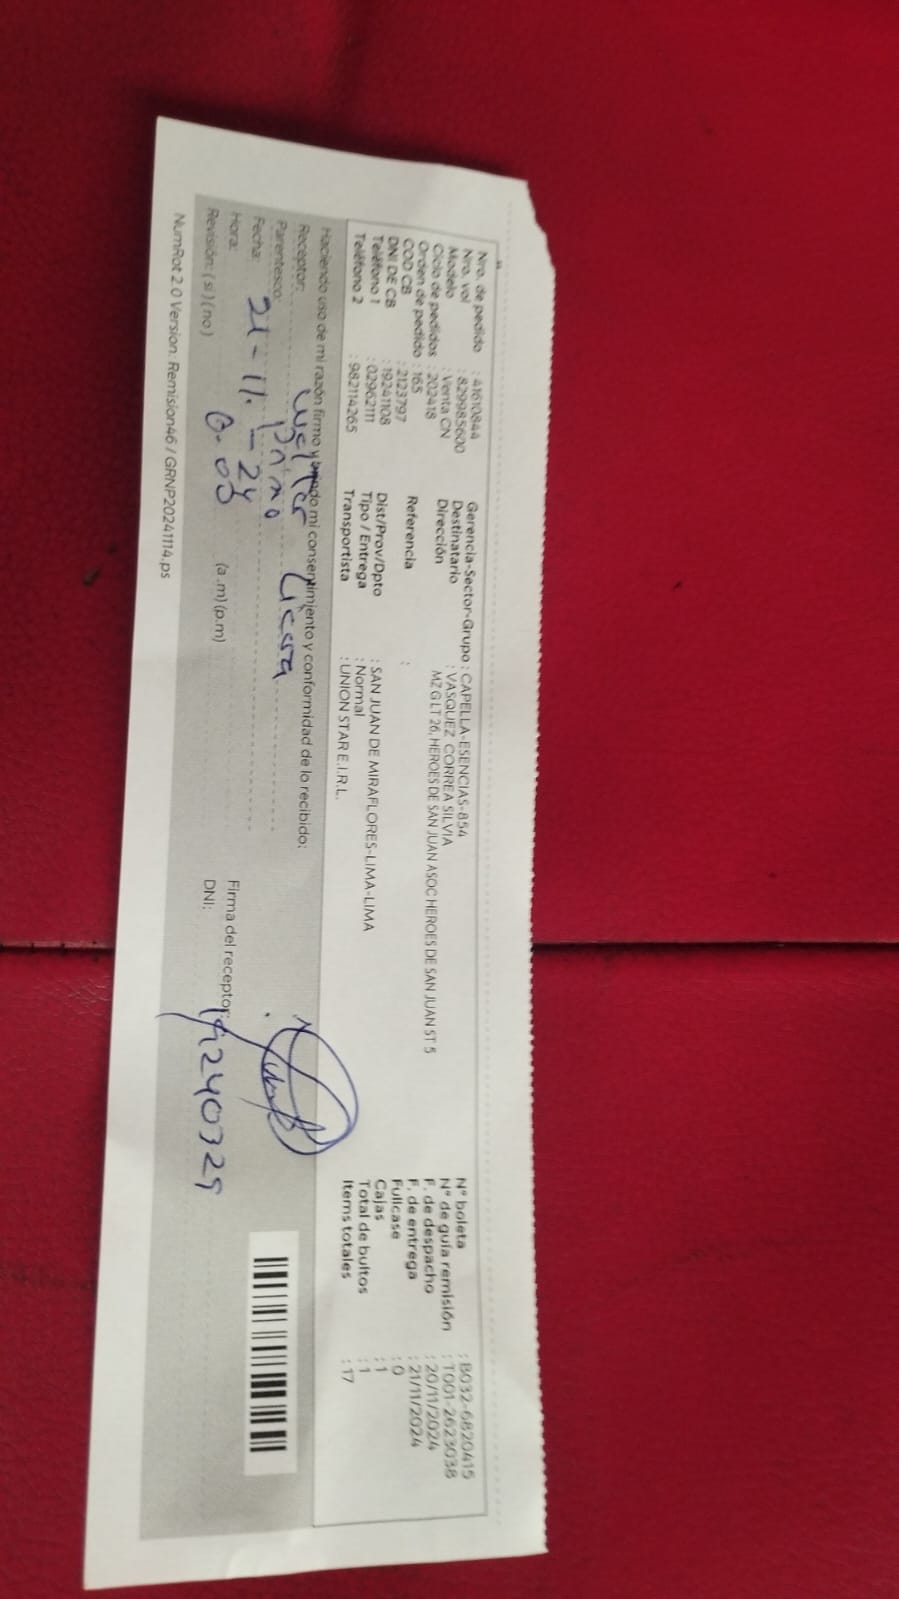 Nro. de pedido : 41610844
Nro. vol : 829985600
Modelo : Venta CN
Ciclo de pedidos : 202418
Orden de pedido : 165
COD CB : 2123797
DNI DE CB : 19241108
Teléfono 1 : 02962111
Teléfono 2 : 982114265
Gerencia-Sector-Grupo : CAPELLA-ESENCIAS-854
Destinatario : VASQUEZ CORREA SILVIA
Dirección MZ G LT 26, HEROES DE SAN JUAN ASOC HEROES DE SAN JUAN ST 5
Referencia :
Dist/Prov/Dpto : SAN JUAN DE MIRAFLORES-LIMA-LIMA
Tipo / Entrega : Normal
Transportista : UNION STAR E.I.R.L.
N° boleta : B032-6820415
N° de guía remisión : T001-2623038
F. de despacho : 20/11/2024
F. de entrega : 21/11/2024
Fullcase : 0
Cajas : 1
Total de bultos : 1
Items totales : 17
Haciendo uso de mi razón firmo y brindo mi consentimiento y conformidad de lo recibido:
Receptor: Walter
Parentesco: Primo
Fecha: 21-11-24
Hora: (a.m) (p.m)
Revisión: (si) (no)
Firma del receptor:
DNI:
NumRot 2.0 Version: Remision46 / GRNP20241114.ps